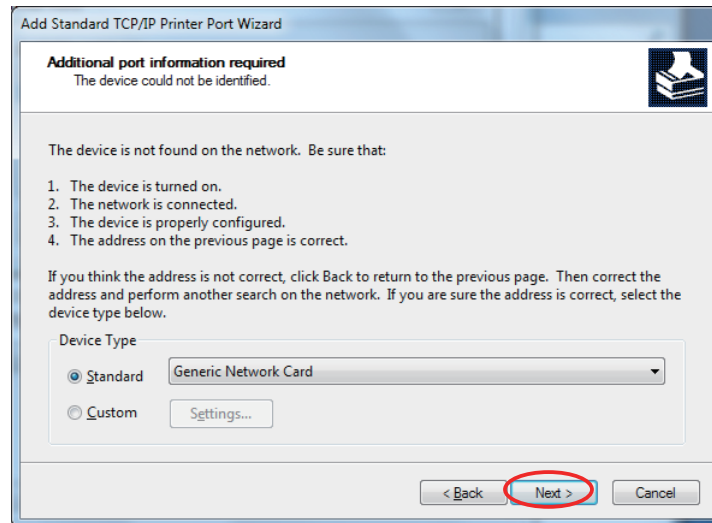 Add Standard TCP/IP Printer Port Wizard
Additional port information required
The device could not be identified.
The device is not found on the network. Be sure that:
1. The device is turned on.
2. The network is connected.
3. The device is properly configured.
4. The address on the previous page is correct.
If you think the address is not correct, click Back to return to the previous page. Then correct the
address and perform another search on the network. If you are sure the address is correct, select the
device type below.
Device Type
Standard
Generic Network Card
Custom
Settings...
< Back
Next >
Cancel